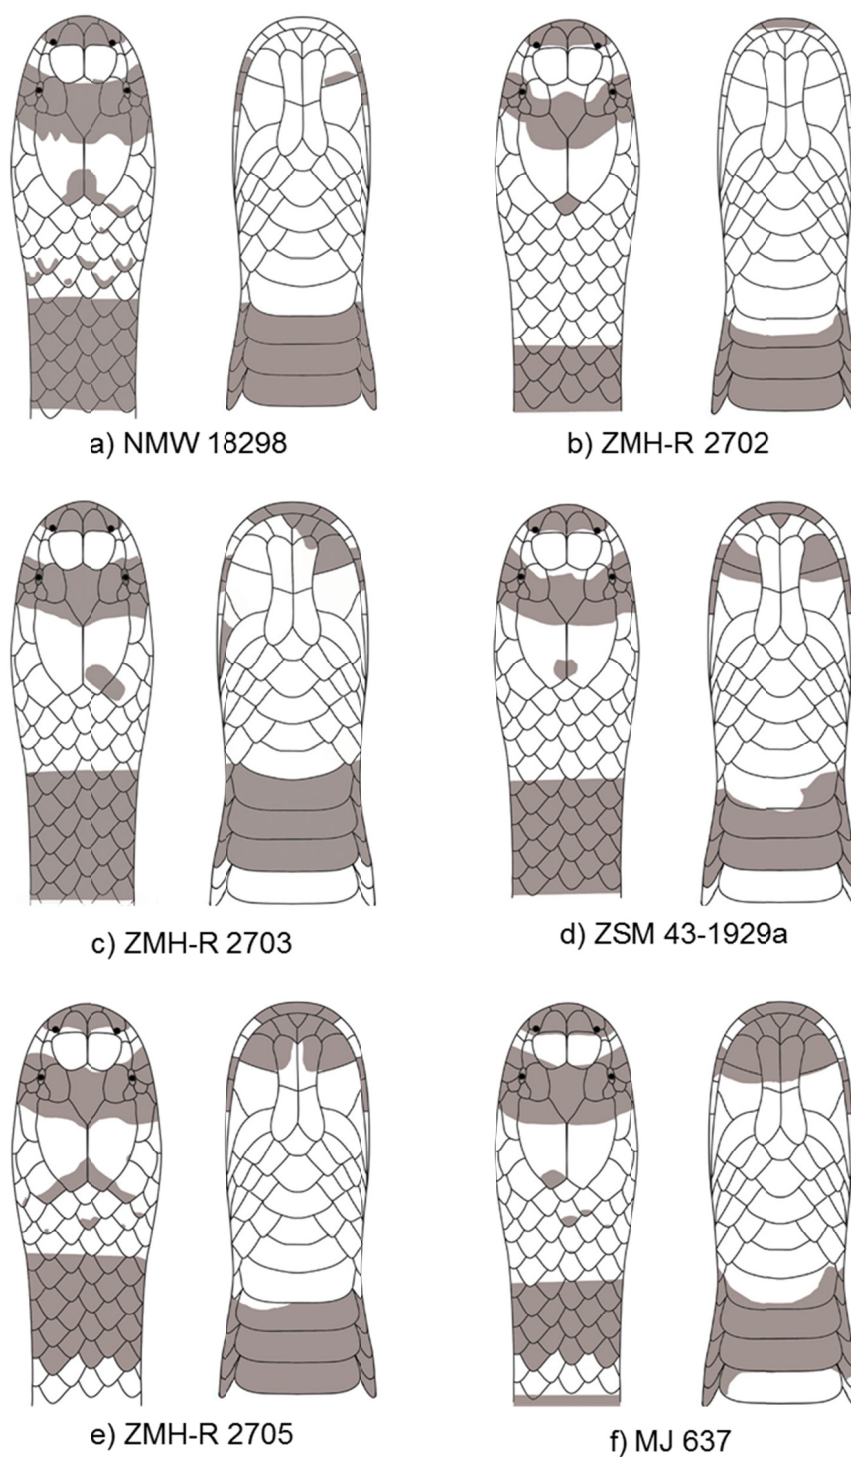 a) NMW 18298
b) ZMH-R 2702
c) ZMH-R 2703
d) ZSM 43-1929a
e) ZMH-R 2705
f) MJ 637